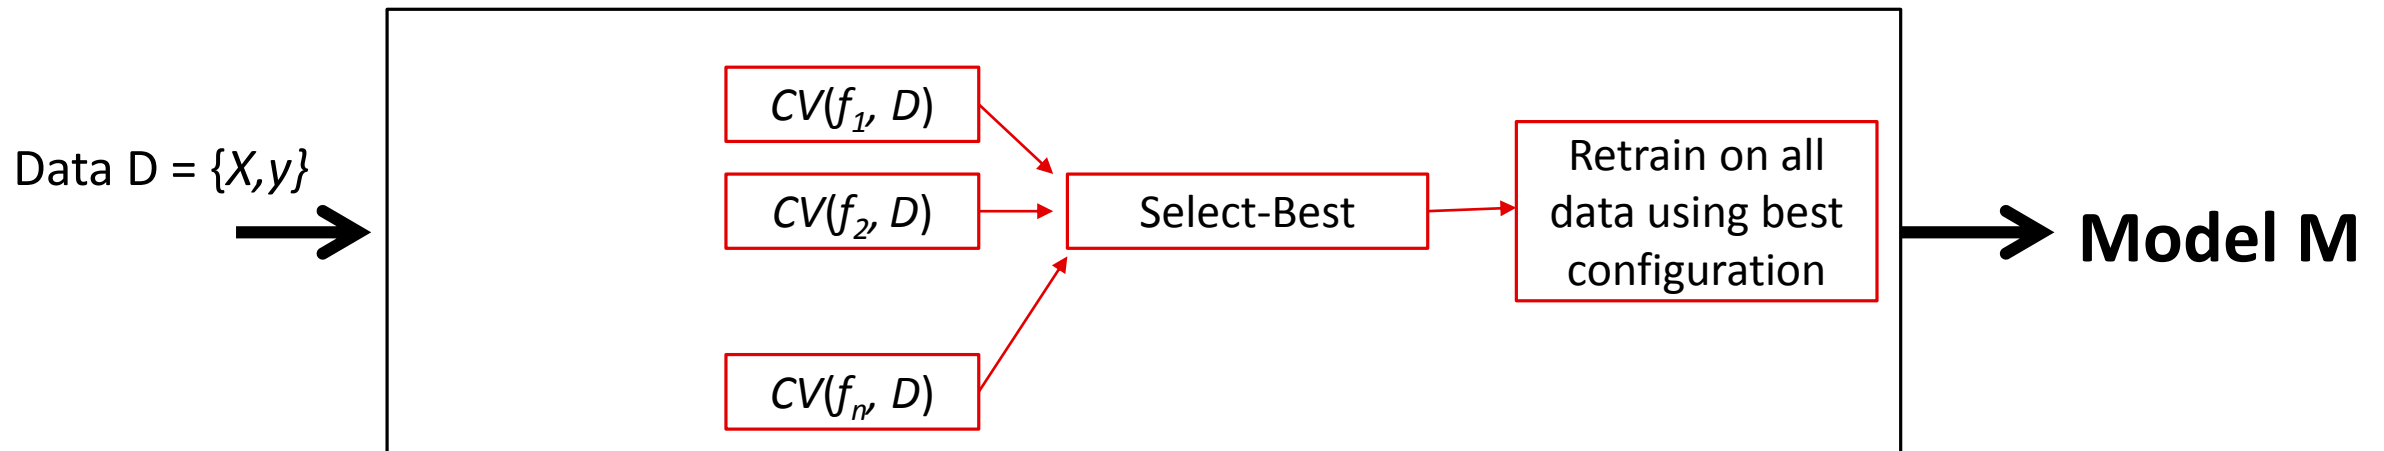 Data D = {X,y}
CV(f₁, D)
CV(f₂, D)
CV(fₙ, D)
Select-Best
Retrain on all
data using best
configuration
Model M